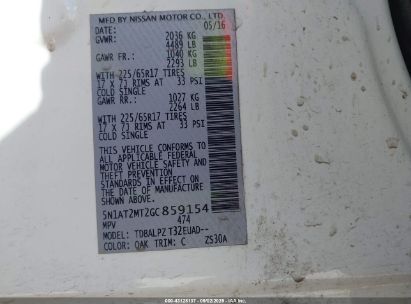 MFD BY NISSAN MOTOR CO., LTD.
DATE: 05/16
GVWR: 2036 KG
4489 LB
GAWR FR.: 1040 KG
2293 LB
WITH 225/65R17 TIRES
17 X 7J RIMS AT 33 PSI
COLD SINGLE
GAWR RR.: 1027 KG
2264 LB
WITH 225/65R17 TIRES
17 X 7J RIMS AT 33 PSI
COLD SINGLE
THIS VEHICLE CONFORMS
TO ALL APPLICABLE FEDERAL
MOTOR VEHICLE SAFETY
STANDARDS IN EFFECT ON
THE DATE OF MANUFACTURE
SHOWN ABOVE
5N1AT2MT2GC859154
MPV 474
MODEL: TDBALPZ T32EUAD--
COLOR: QAK TRIM: C ZS30A